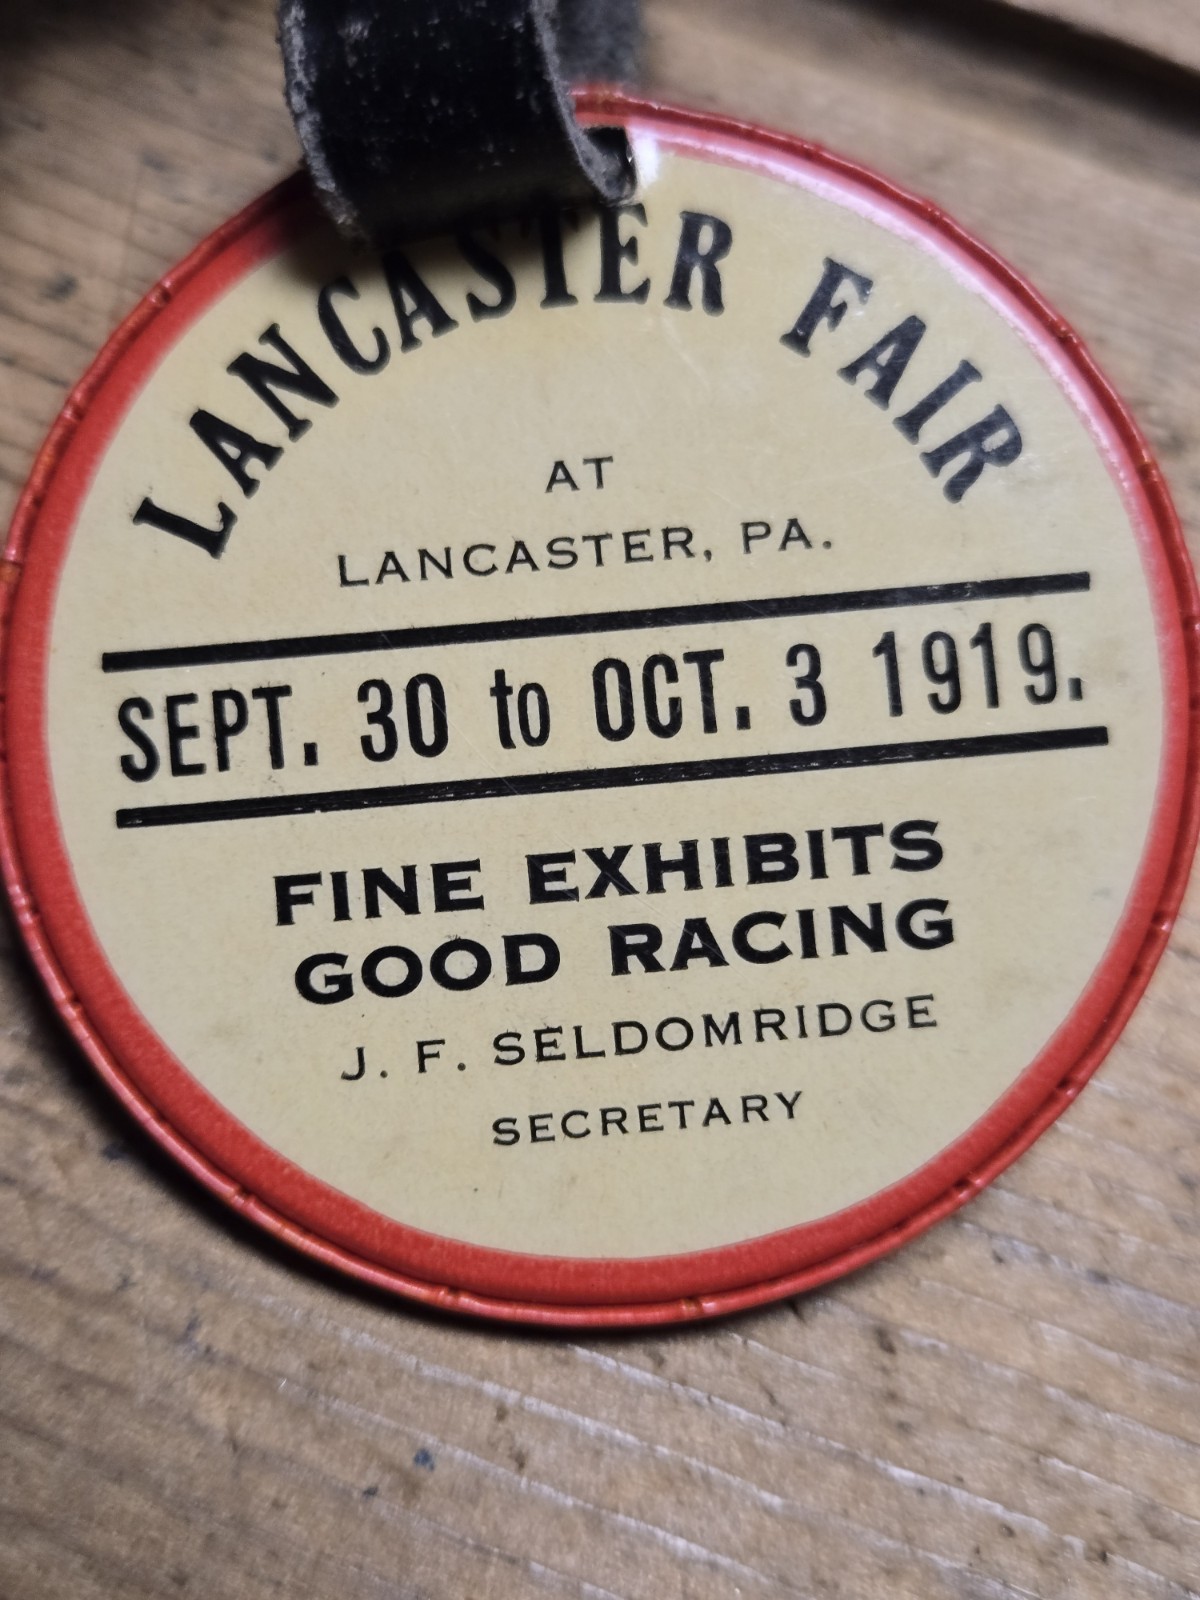 LANCASTER FAIR
AT
LANCASTER, PA.
SEPT. 30 to OCT. 3 1919.
FINE EXHIBITS
GOOD RACING
J. F. SELDOMRIDGE
SECRETARY